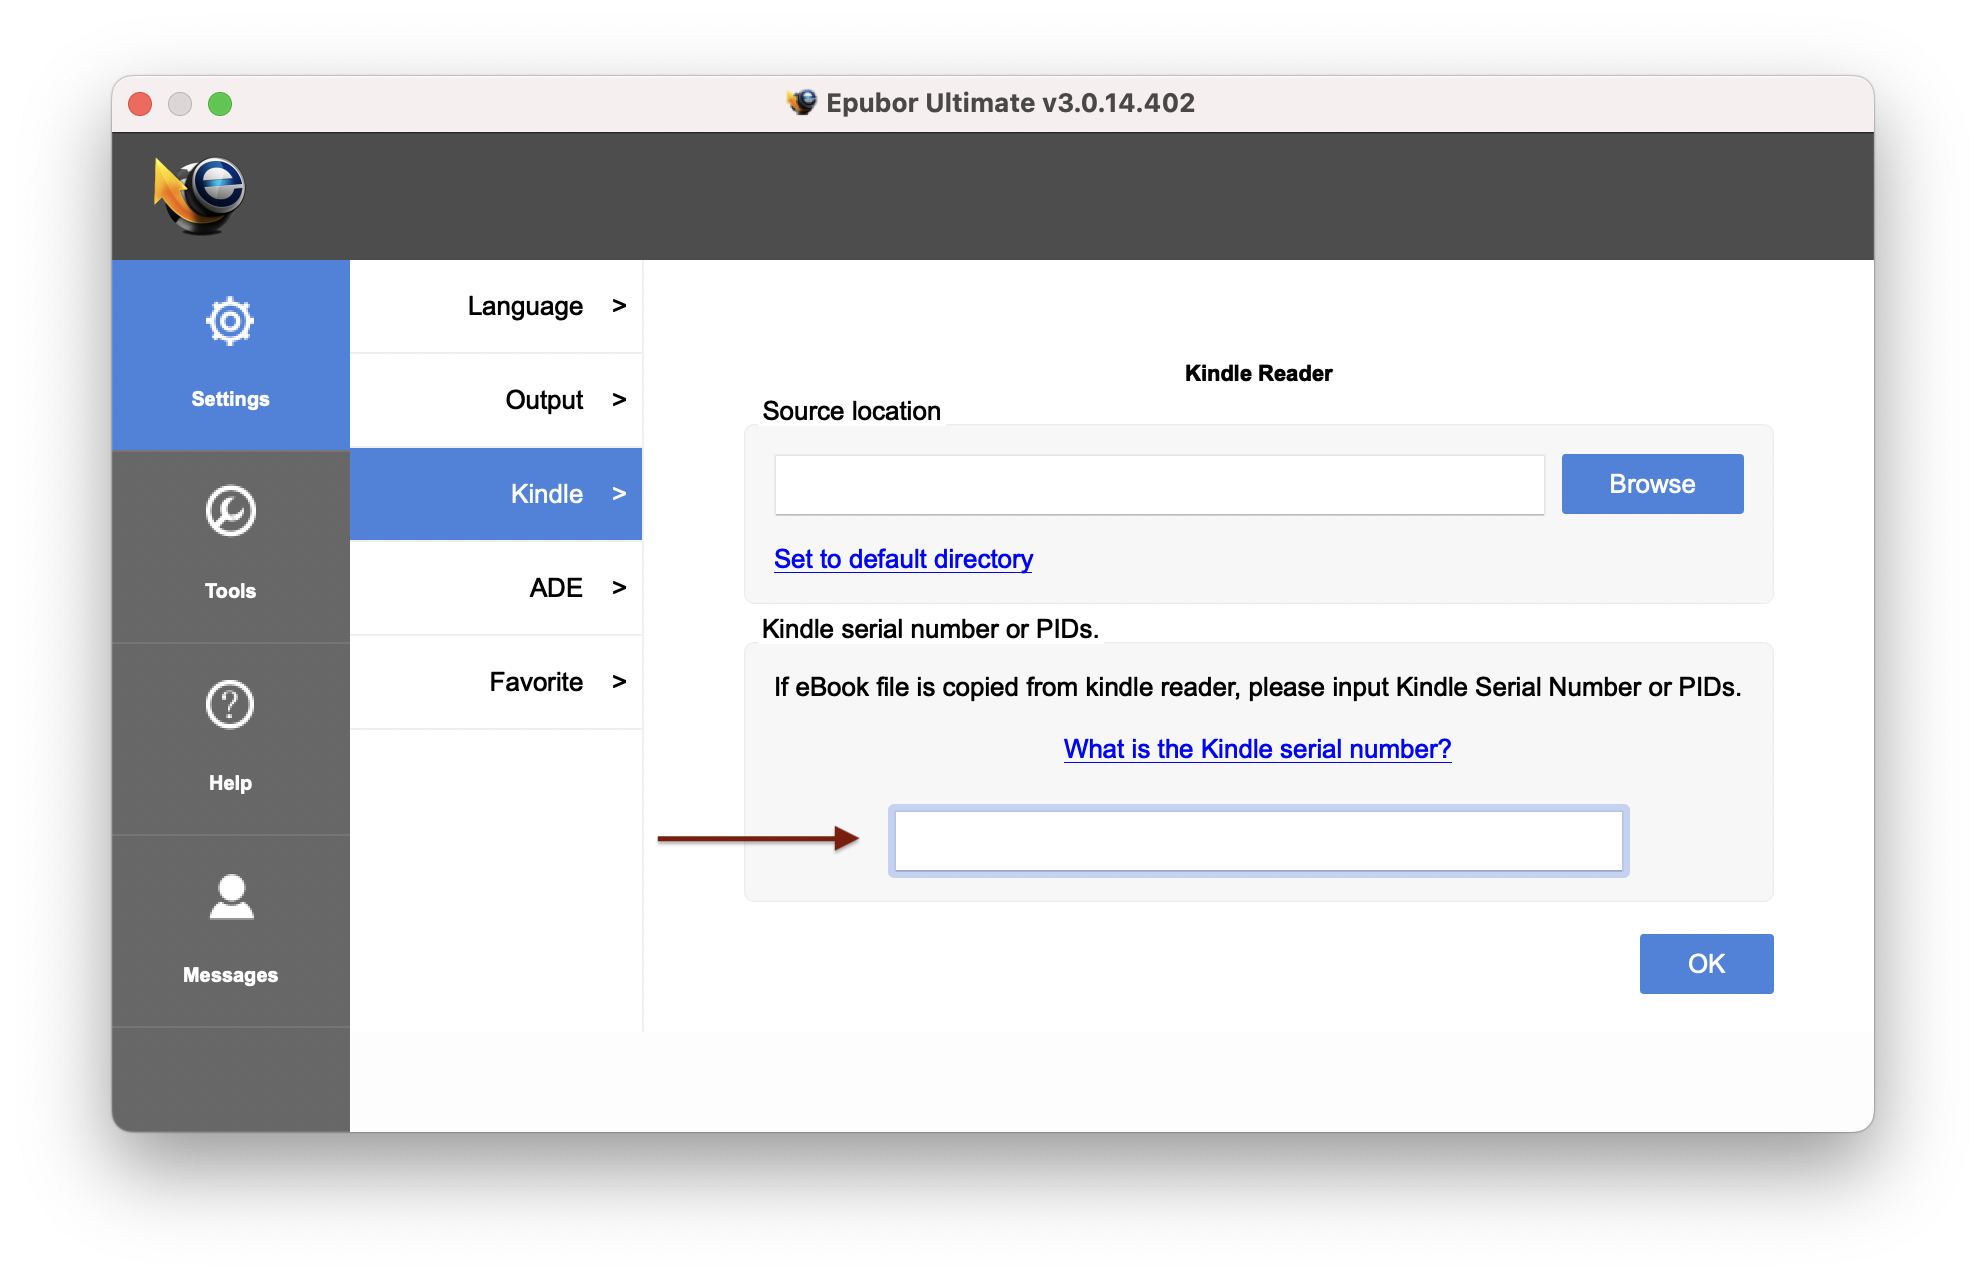 Epubor Ultimate v3.0.14.402
Settings
Tools
Help
Messages
Language >
Output >
Kindle >
ADE >
Favorite >
Kindle Reader
Source location
Browse
Set to default directory
Kindle serial number or PIDs.
If eBook file is copied from kindle reader, please input Kindle Serial Number or PIDs.
What is the Kindle serial number?
OK